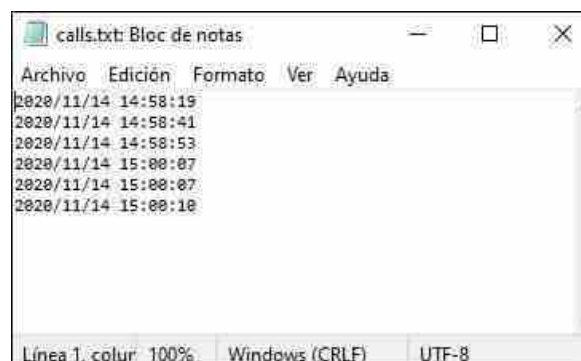 calls.txt: Bloc de notas
Archivo Edición Formato Ver Ayuda
2020/11/14 14:58:19
2020/11/14 14:58:41
2020/11/14 14:58:53
2020/11/14 15:00:07
2020/11/14 15:00:07
2020/11/14 15:00:10
Línea 1, colur 100% Windows (CRLF) UTF-8